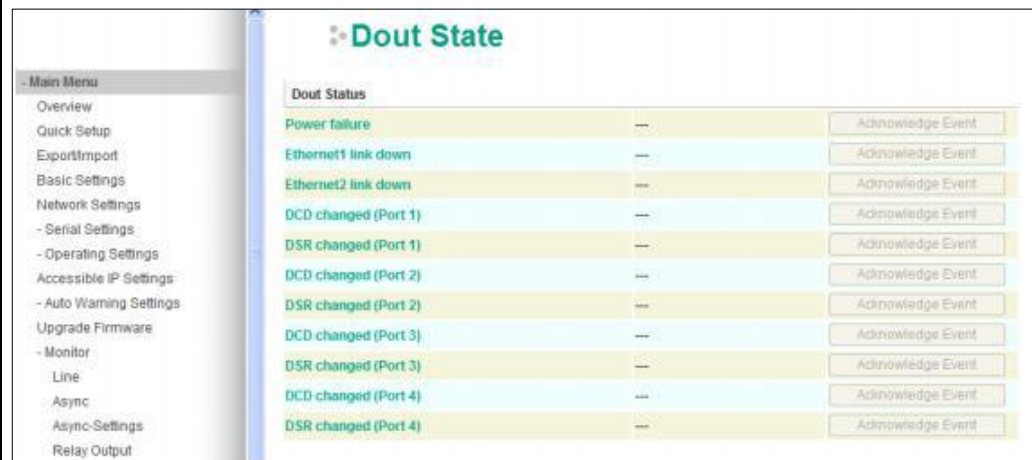 Dout State
- Main Menu
Overview
Quick Setup
Export/Import
Basic Settings
Network Settings
- Serial Settings
- Operating Settings
Accessible IP Settings
- Auto Warning Settings
Upgrade Firmware
- Monitor
Line
Async
Async-Settings
Relay Output
Dout Status
Power failure --- Acknowledge Event
Ethernet1 link down --- Acknowledge Event
Ethernet2 link down --- Acknowledge Event
DCD changed (Port 1) --- Acknowledge Event
DSR changed (Port 1) --- Acknowledge Event
DCD changed (Port 2) --- Acknowledge Event
DSR changed (Port 2) --- Acknowledge Event
DCD changed (Port 3) --- Acknowledge Event
DSR changed (Port 3) --- Acknowledge Event
DCD changed (Port 4) --- Acknowledge Event
DSR changed (Port 4) --- Acknowledge Event